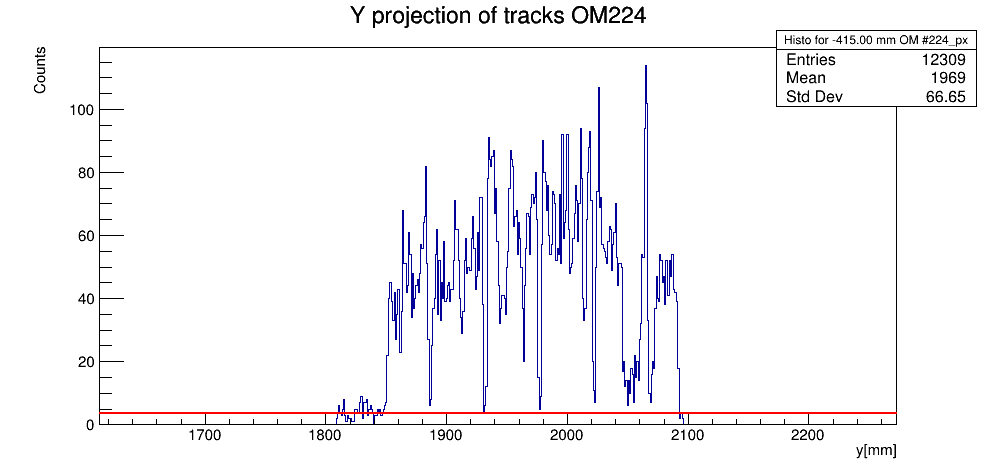 Y projection of tracks OM224
Histo for -415.00 mm OM #224_px
Entries 12309
Mean 1969
Std Dev 66.65
Counts
100
80
60
40
20
0
1700 1800 1900 2000 2100 2200
y[mm]